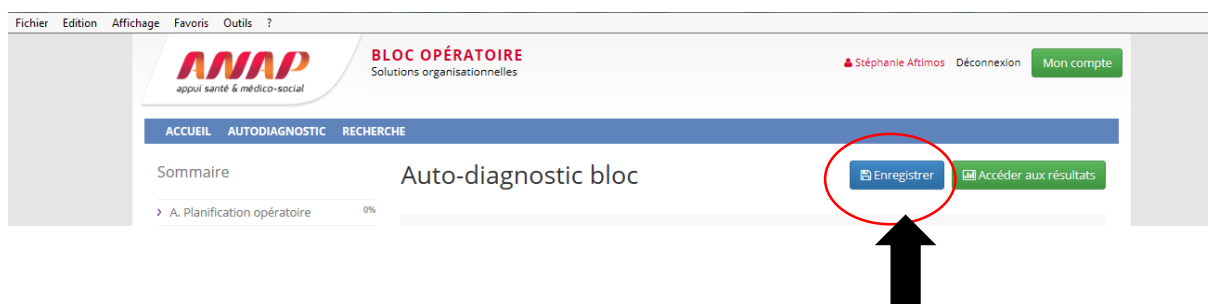 Fichier Edition Affichage Favoris Outils ?
ANAP
appui santé & médico-social
BLOC OPÉRATOIRE
Solutions organisationnelles
Stéphanie Aftimos Déconnexion Mon compte
ACCUEIL AUTODIAGNOSTIC RECHERCHE
Sommaire
Auto-diagnostic bloc
Enregistrer Accéder aux résultats
> A. Planification opératoire 0%